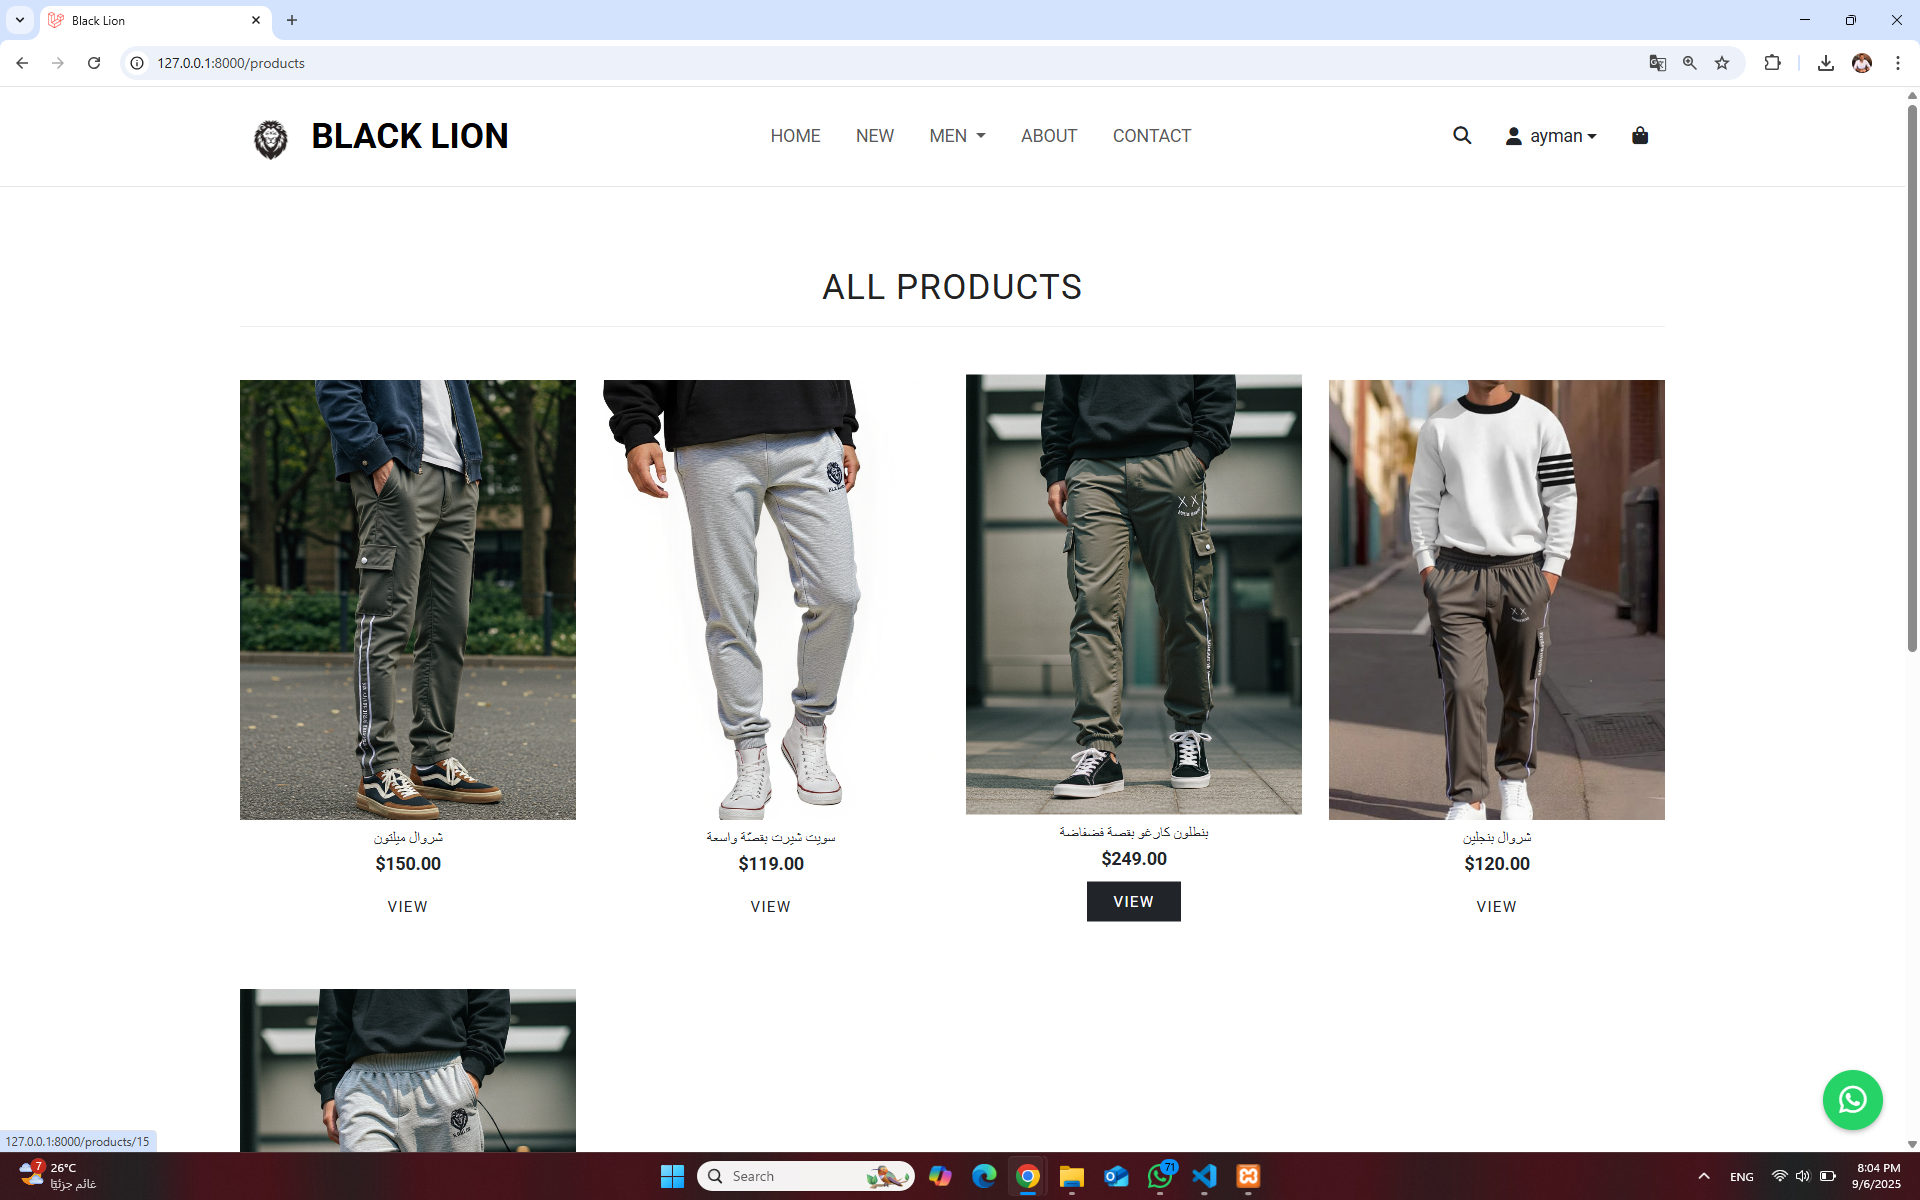 Black Lion
127.0.0.1:8000/products
BLACK LION
HOME NEW MEN ABOUT CONTACT
ayman
ALL PRODUCTS
شروال ميلتون
$150.00
VIEW
سويت شيرت بقصّة واسعة
$119.00
VIEW
بنطلون كارغو بقصة فضفاضة
$249.00
VIEW
شروال بنجلين
$120.00
VIEW
127.0.0.1:8000/products/15
7
26°C
غائم جزئيًا
Search
71
ENG
8:04 PM
9/6/2025